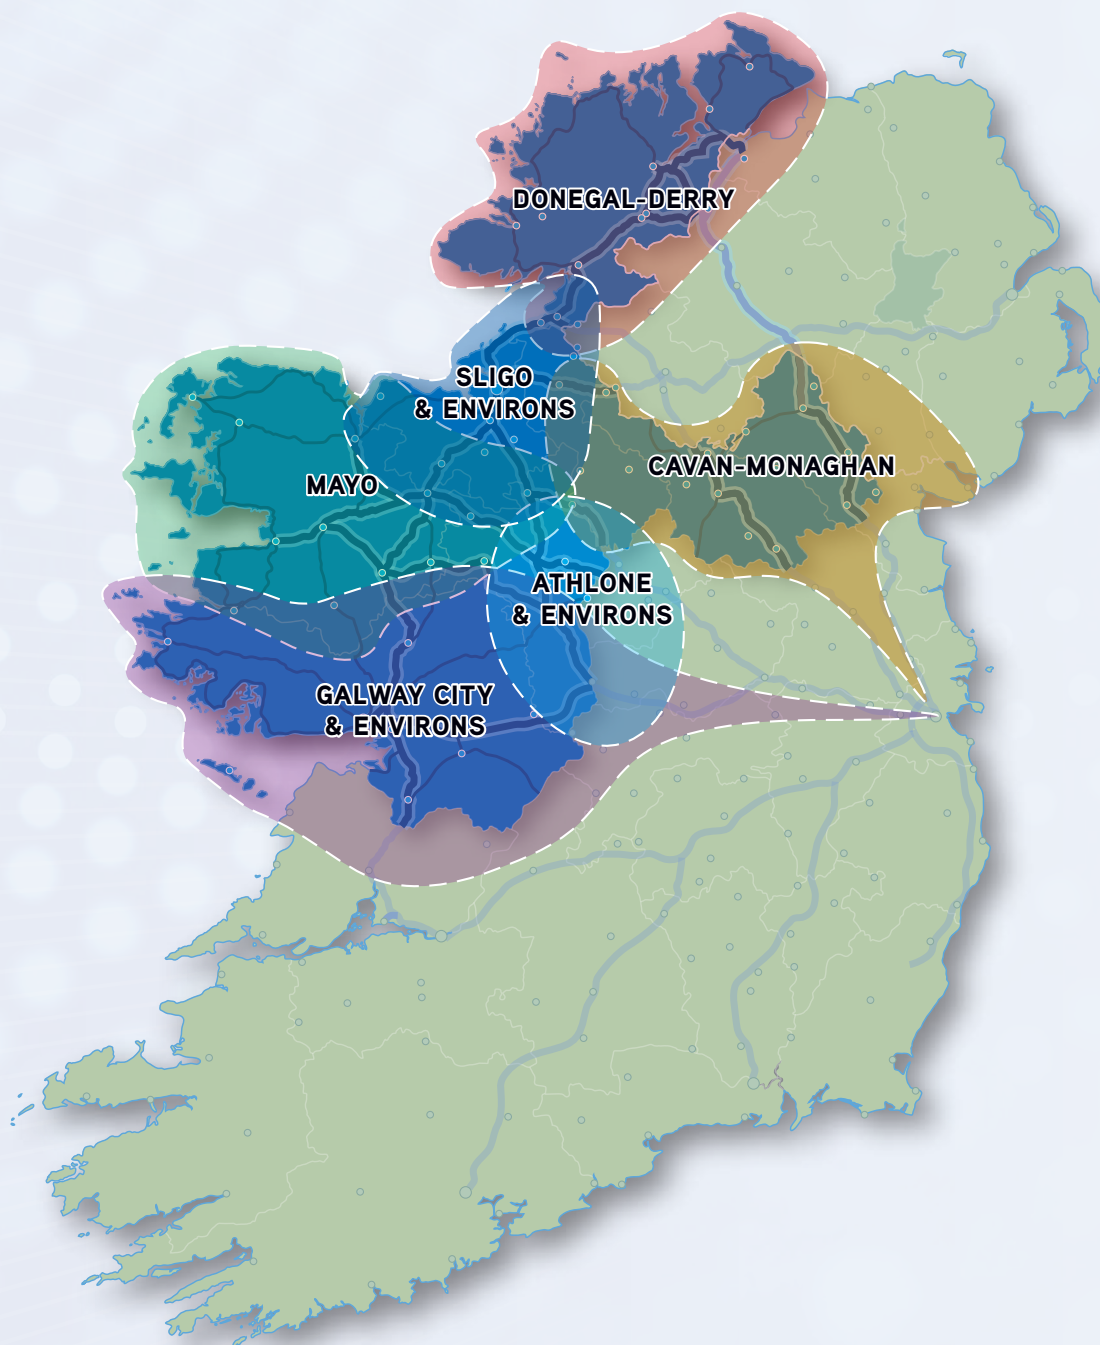 DONEGAL-DERRY
SLIGO
& ENVIRONS
CAVAN-MONAGHAN
MAYO
ATHLONE
& ENVIRONS
GALWAY CITY
& ENVIRONS